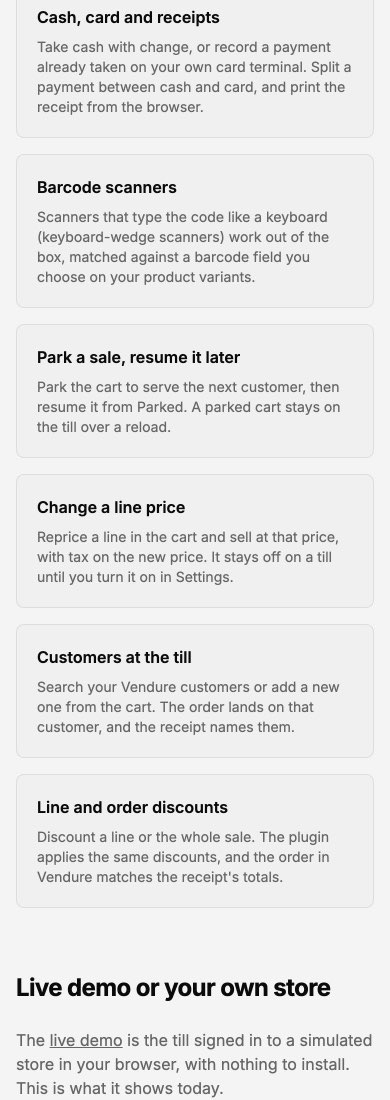 Cash, card and receipts
Take cash with change, or record a payment
already taken on your own card terminal. Split a
payment between cash and card, and print the
receipt from the browser.
Barcode scanners
Scanners that type the code like a keyboard
(keyboard-wedge scanners) work out of the
box, matched against a barcode field you
choose on your product variants.
Park a sale, resume it later
Park the cart to serve the next customer, then
resume it from Parked. A parked cart stays on
the till over a reload.
Change a line price
Reprice a line in the cart and sell at that price,
with tax on the new price. It stays off on a till
until you turn it on in Settings.
Customers at the till
Search your Vendure customers or add a new
one from the cart. The order lands on that
customer, and the receipt names them.
Line and order discounts
Discount a line or the whole sale. The plugin
applies the same discounts, and the order in
Vendure matches the receipt's totals.
Live demo or your own store
The live demo is the till signed in to a simulated
store in your browser, with nothing to install.
This is what it shows today.